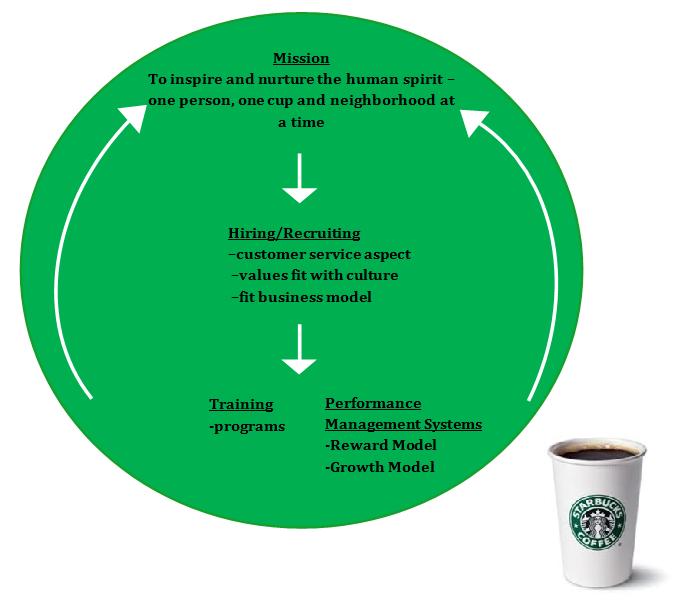 Mission
To inspire and nurture the human spirit –
one person, one cup and neighborhood at
a time
Hiring/Recruiting
–customer service aspect
–values fit with culture
–fit business model
Training
-programs
Performance
Management Systems
-Reward Model
-Growth Model
STARBUCKS
COFFEE